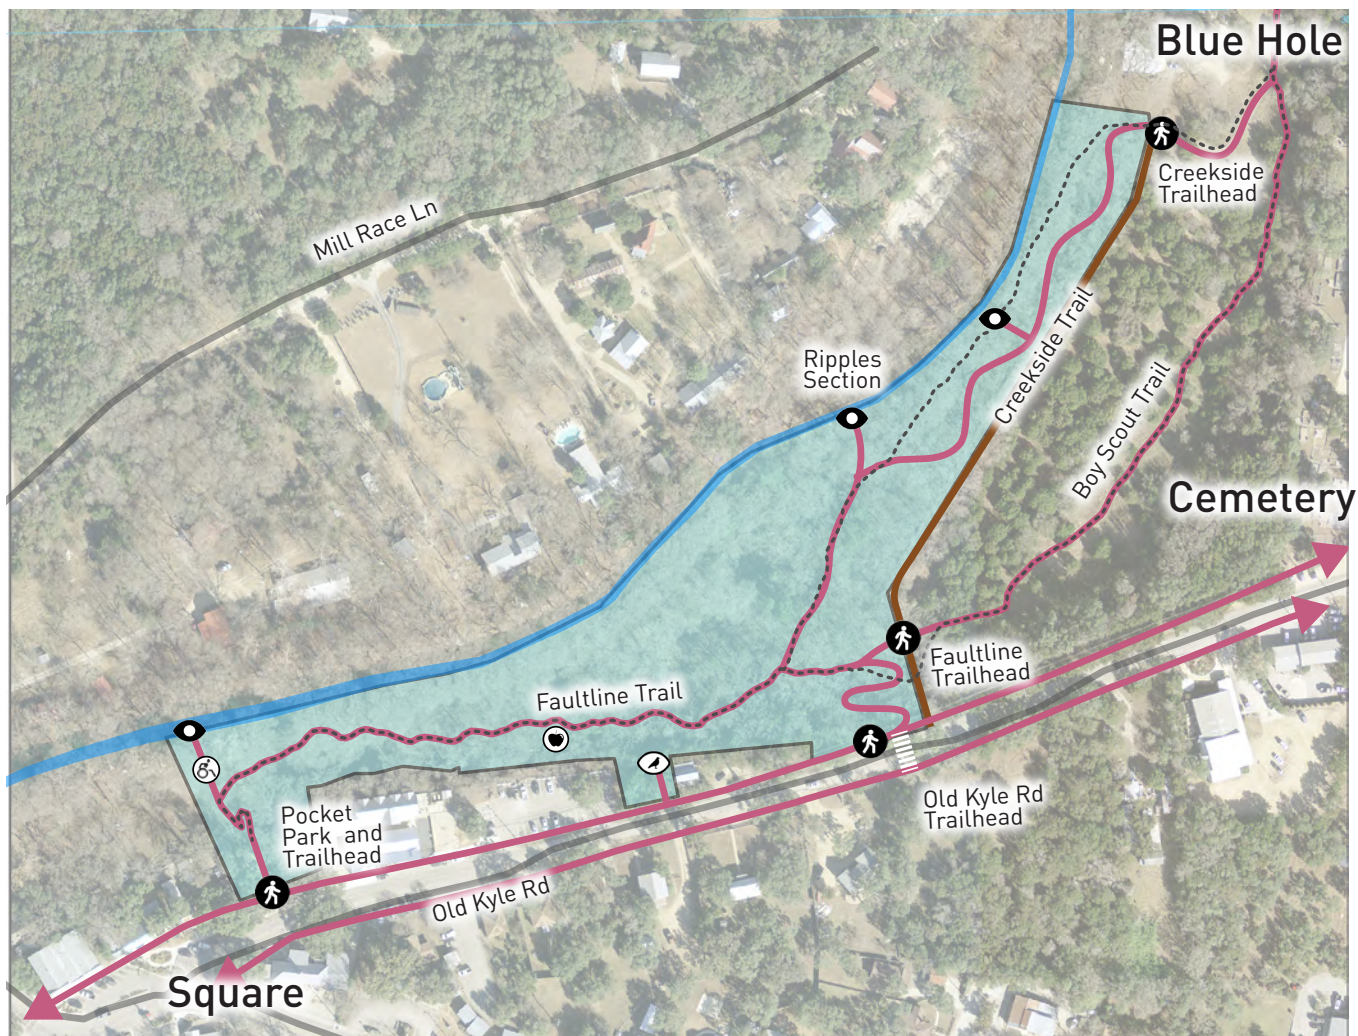 Blue Hole
Creekside
Trailhead
Mill Race Ln
Creekside Trail
Ripples
Section
Boy Scout Trail
Cemetery
Faultline
Trailhead
Faultline Trail
Old Kyle Rd
Trailhead
Pocket
Park and
Trailhead
Old Kyle Rd
Square